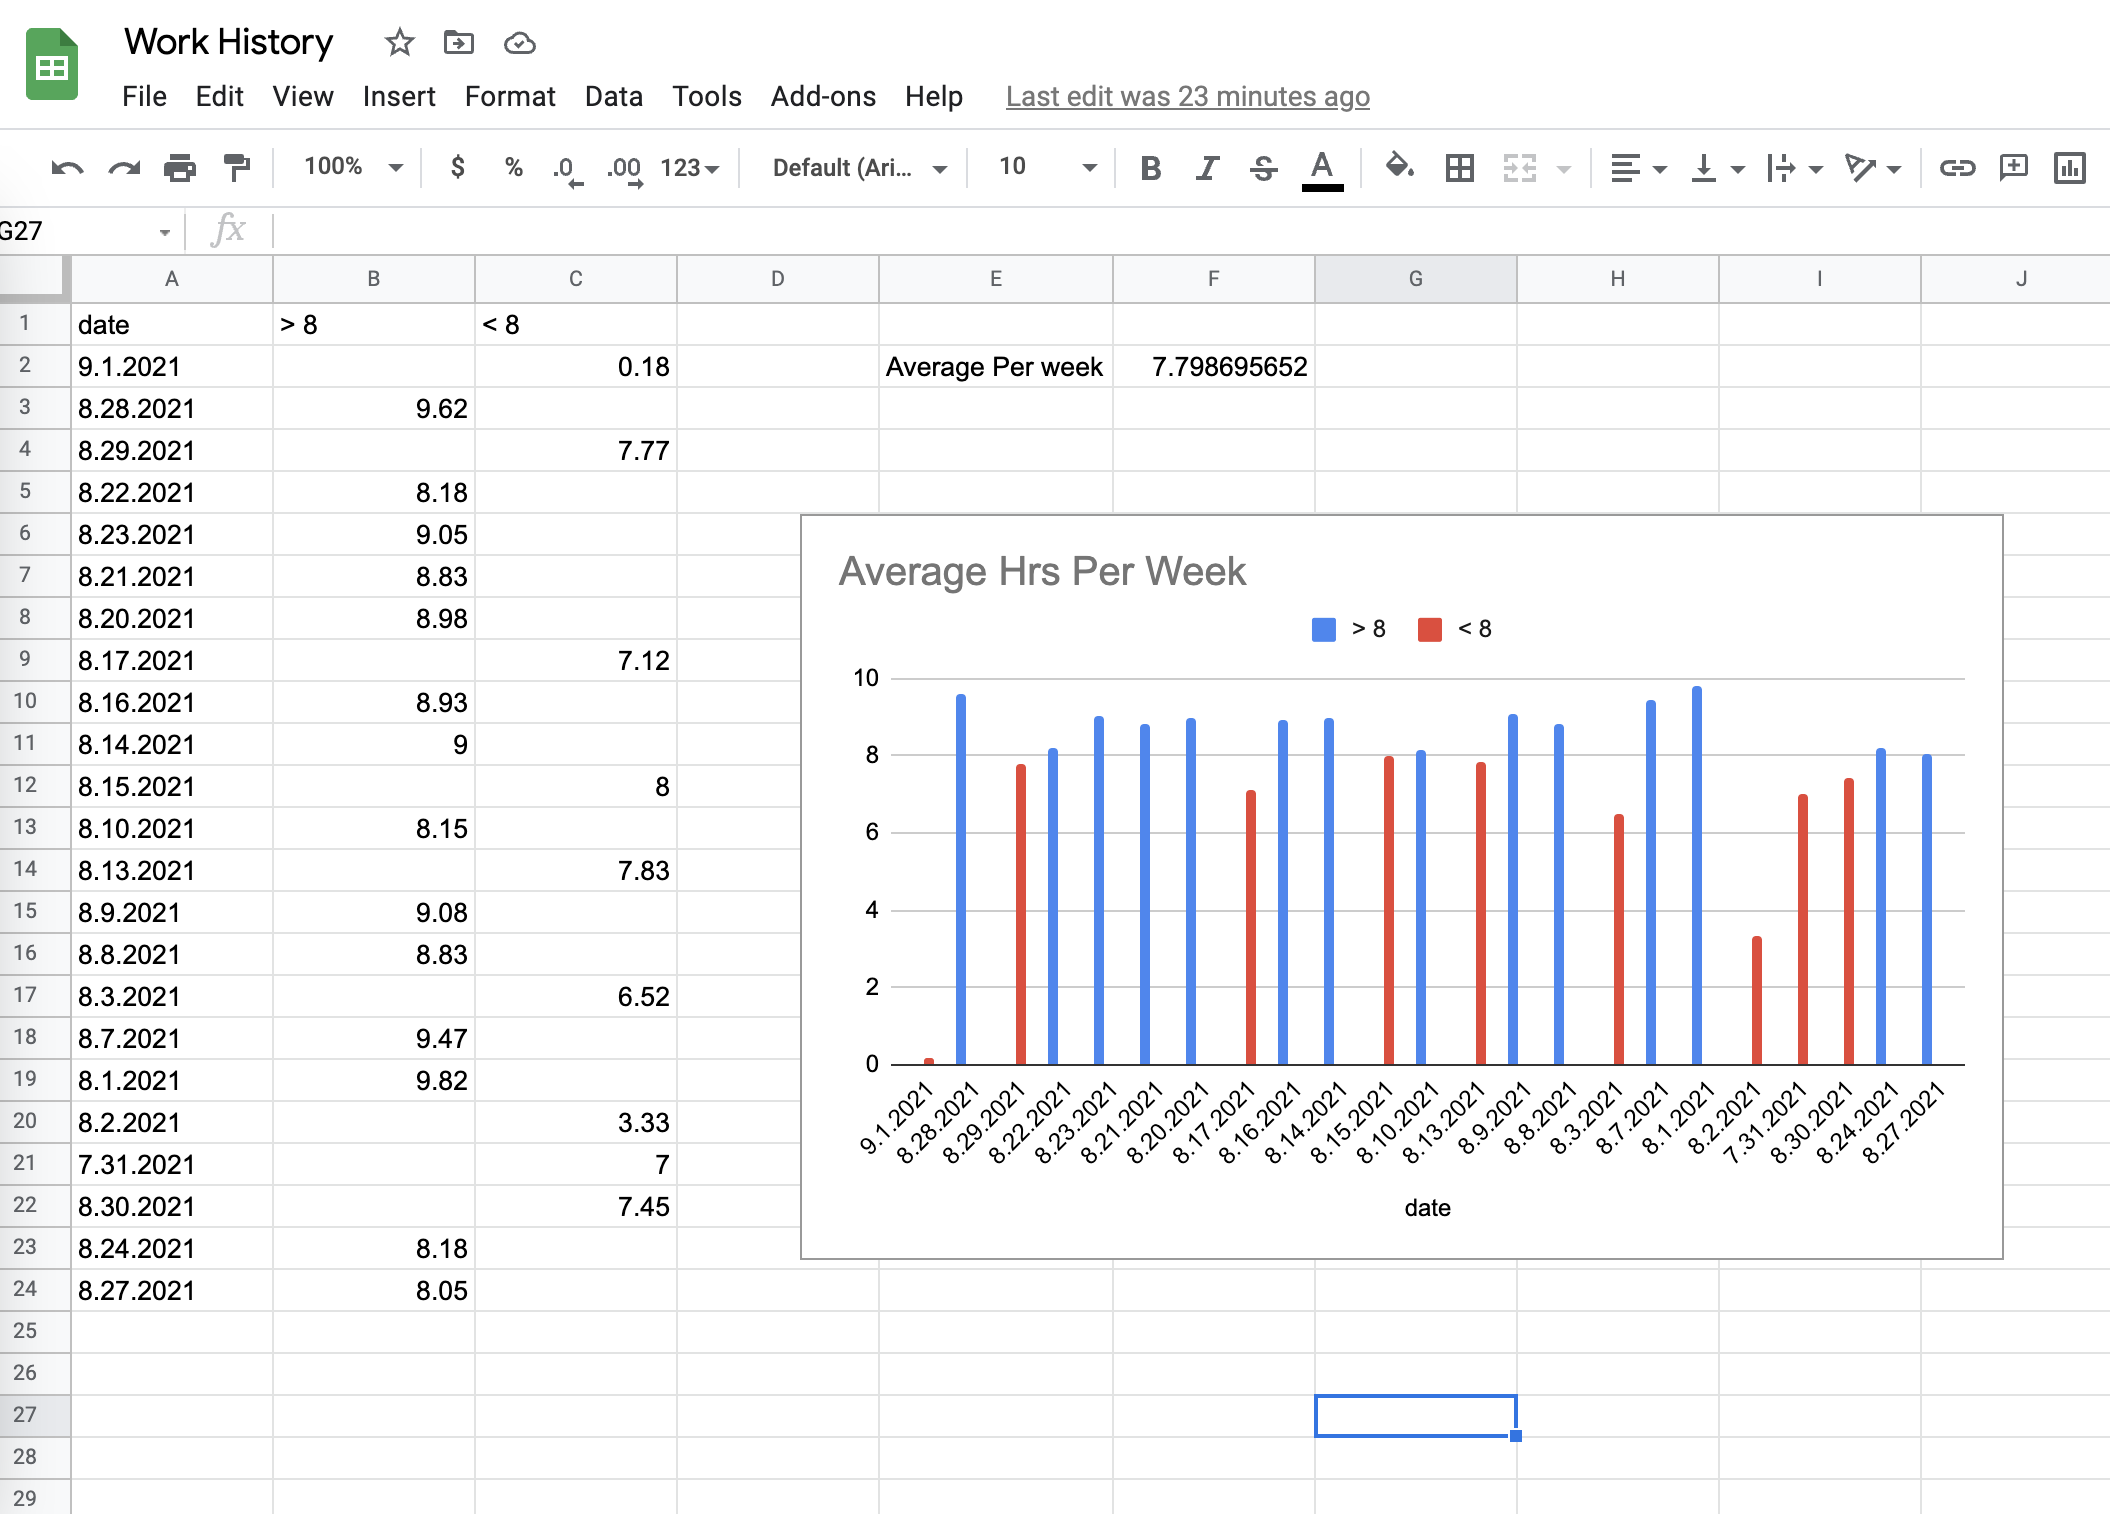 Work History
File Edit View Insert Format Data Tools Add-ons Help Last edit was 23 minutes ago
100% $ % .0 .00 123 Default (Ari... 10 B I S A
G27 fx
A B C D E F G H I J
1 date > 8 < 8
2 9.1.2021 0.18 Average Per week 7.798695652
3 8.28.2021 9.62
4 8.29.2021 7.77
5 8.22.2021 8.18
6 8.23.2021 9.05
7 8.21.2021 8.83
8 8.20.2021 8.98
9 8.17.2021 7.12
10 8.16.2021 8.93
11 8.14.2021 9
12 8.15.2021 8
13 8.10.2021 8.15
14 8.13.2021 7.83
15 8.9.2021 9.08
16 8.8.2021 8.83
17 8.3.2021 6.52
18 8.7.2021 9.47
19 8.1.2021 9.82
20 8.2.2021 3.33
21 7.31.2021 7
22 8.30.2021 7.45
23 8.24.2021 8.18
24 8.27.2021 8.05
25
26
27
28
29
Average Hrs Per Week
> 8 < 8
10
8
6
4
2
0
9.1.2021 8.28.2021 8.29.2021 8.22.2021 8.23.2021 8.21.2021 8.20.2021 8.17.2021 8.16.2021 8.14.2021 8.15.2021 8.10.2021 8.13.2021 8.9.2021 8.8.2021 8.3.2021 8.7.2021 8.1.2021 8.2.2021 7.31.2021 8.30.2021 8.24.2021 8.27.2021
date